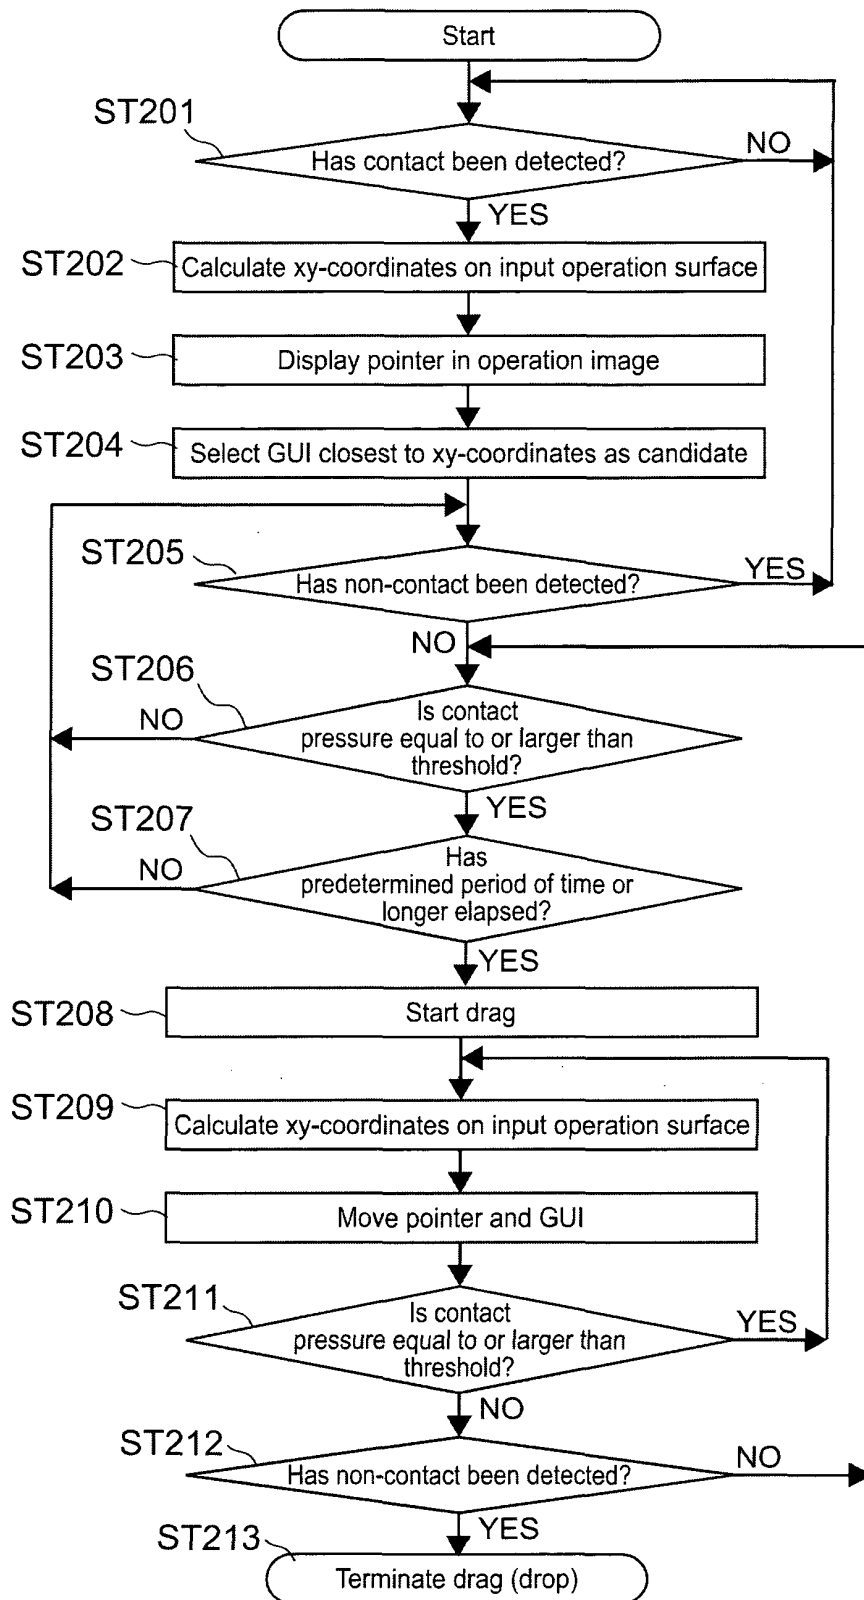 Start
ST201
Has contact been detected?
NO
YES
ST202
Calculate xy-coordinates on input operation surface
ST203
Display pointer in operation image
ST204
Select GUI closest to xy-coordinates as candidate
ST205
Has non-contact been detected?
YES
NO
ST206
Is contact
pressure equal to or larger than
threshold?
NO
YES
ST207
Has
predetermined period of time or
longer elapsed?
NO
YES
ST208
Start drag
ST209
Calculate xy-coordinates on input operation surface
ST210
Move pointer and GUI
ST211
Is contact
pressure equal to or larger than
threshold?
YES
NO
ST212
Has non-contact been detected?
NO
YES
ST213
Terminate drag (drop)